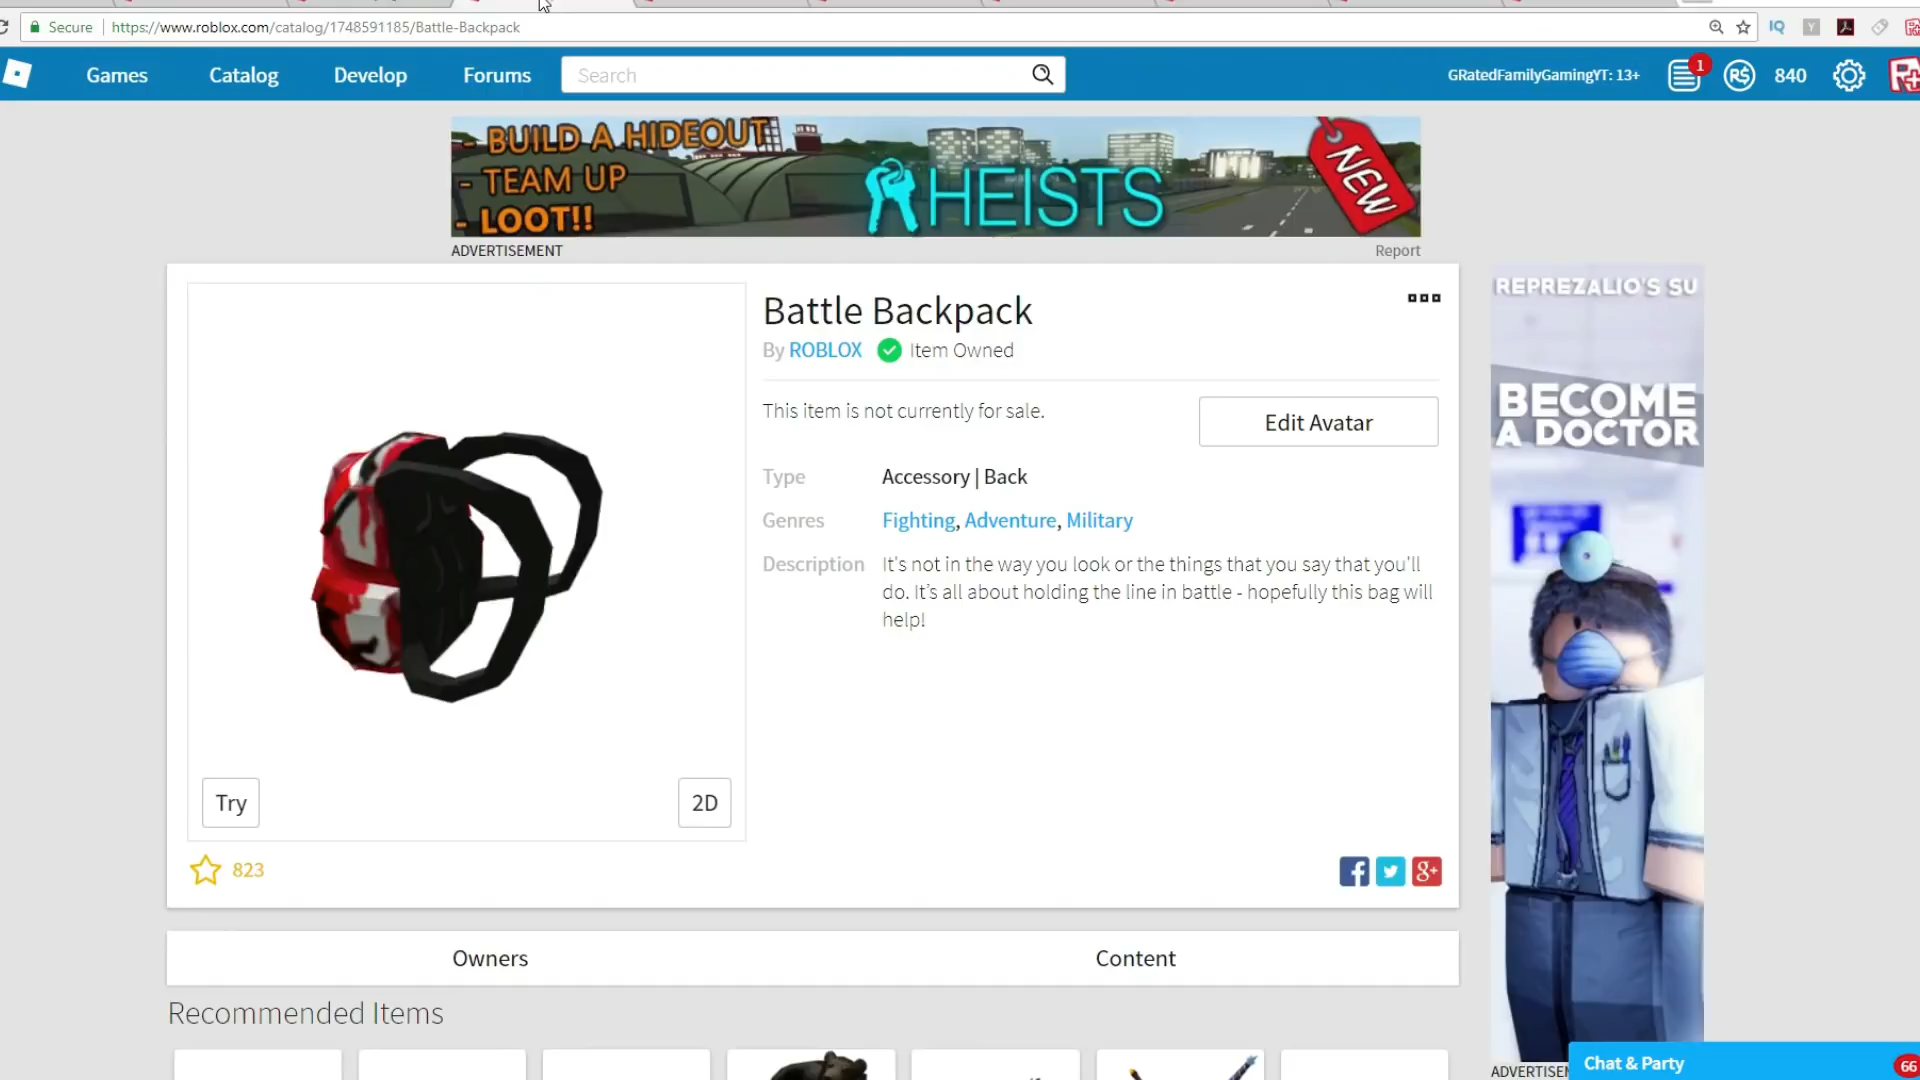 Secure
https://www.roblox.com/catalog/1748591185/Battle-Backpack
IQ
Y
Games
Catalog
Develop
Forums
Search
GRatedFamilyGamingYT: 13+
1
R$
840
R+
- BUILD A HIDEOUT
- TEAM UP
- LOOT!!
HEISTS
NEW
ADVERTISEMENT
Report
Battle Backpack
By ROBLOX
Item Owned
This item is not currently for sale.
Edit Avatar
Type
Accessory | Back
Genres
Fighting, Adventure, Military
Description
It's not in the way you look or the things that you say that you'll
do. It's all about holding the line in battle - hopefully this bag will
help!
Try
2D
823
f
g+
Owners
Content
Recommended Items
REPREZALIO'S SU
BECOME
A DOCTOR
ADVERTISEM
Chat & Party
66